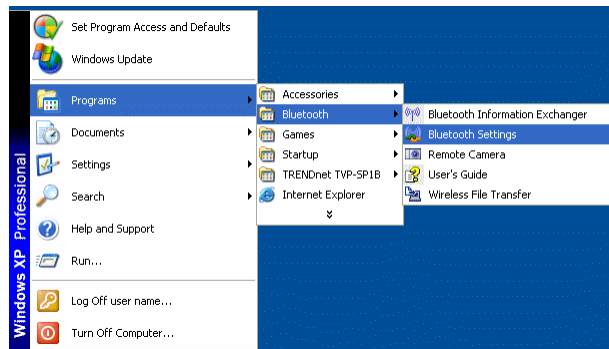 Set Program Access and Defaults
Windows Update
Programs
Documents
Settings
Search
Help and Support
Run...
Log Off user name...
Turn Off Computer...
Windows XP Professional
Accessories
Bluetooth
Games
Startup
TRENDnet TVP-SP1B
Internet Explorer
Bluetooth Information Exchanger
Bluetooth Settings
Remote Camera
User's Guide
Wireless File Transfer